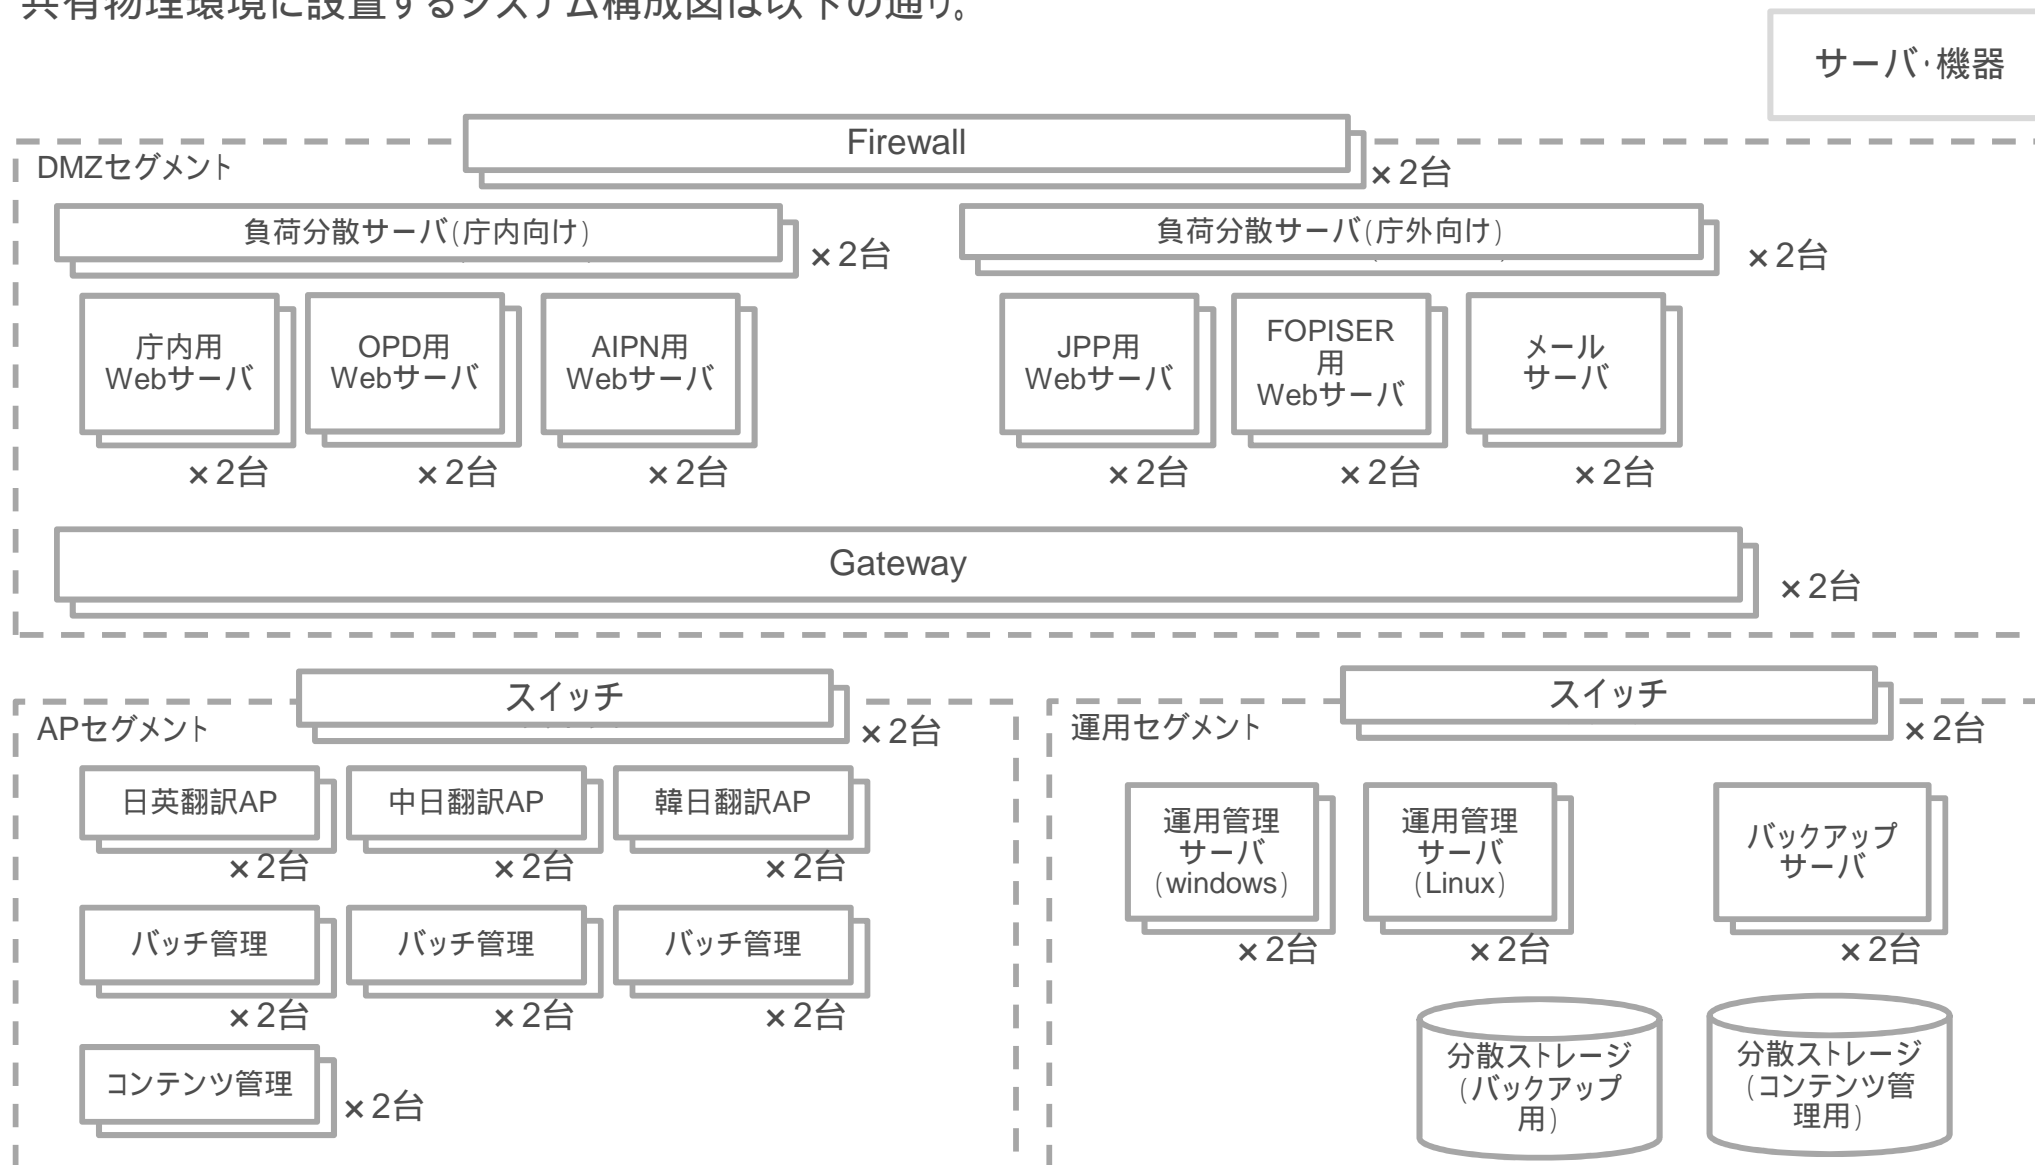 共有物理環境に設置するシステム構成図は以下の通り。
サーバ・機器
Firewall
×2台
DMZセグメント
負荷分散サーバ(庁内向け)
×2台
負荷分散サーバ(庁外向け)
×2台
庁内用
Webサーバ
×2台
OPD用
Webサーバ
×2台
AIPN用
Webサーバ
×2台
JPP用
Webサーバ
×2台
FOPISER
用
Webサーバ
×2台
メール
サーバ
×2台
Gateway
×2台
スイッチ
×2台
APセグメント
日英翻訳AP
×2台
中日翻訳AP
×2台
韓日翻訳AP
×2台
バッチ管理
×2台
バッチ管理
×2台
バッチ管理
×2台
コンテンツ管理
×2台
スイッチ
×2台
運用セグメント
運用管理
サーバ
(windows)
×2台
運用管理
サーバ
(Linux)
×2台
バックアップ
サーバ
×2台
分散ストレージ
(バックアップ
用)
分散ストレージ
(コンテンツ管
理用)